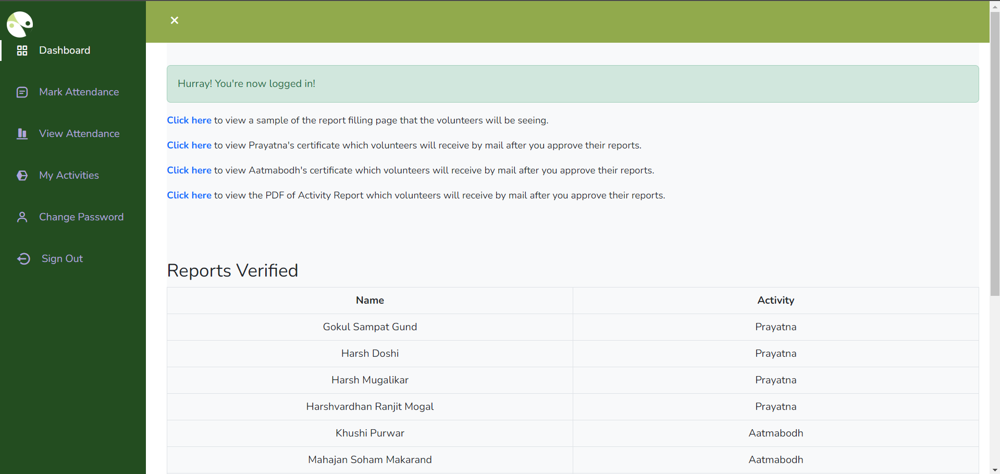 Dashboard
Mark Attendance
View Attendance
My Activities
Change Password
Sign Out
Hurray! You're now logged in!
Click here to view a sample of the report filling page that the volunteers will be seeing.
Click here to view Prayatna's certificate which volunteers will receive by mail after you approve their reports.
Click here to view Aatmabodh's certificate which volunteers will receive by mail after you approve their reports.
Click here to view the PDF of Activity Report which volunteers will receive by mail after you approve their reports.
Reports Verified
Name Activity
Gokul Sampat Gund Prayatna
Harsh Doshi Prayatna
Harsh Mugalikar Prayatna
Harshvardhan Ranjit Mogal Prayatna
Khushi Purwar Aatmabodh
Mahajan Soham Makarand Aatmabodh